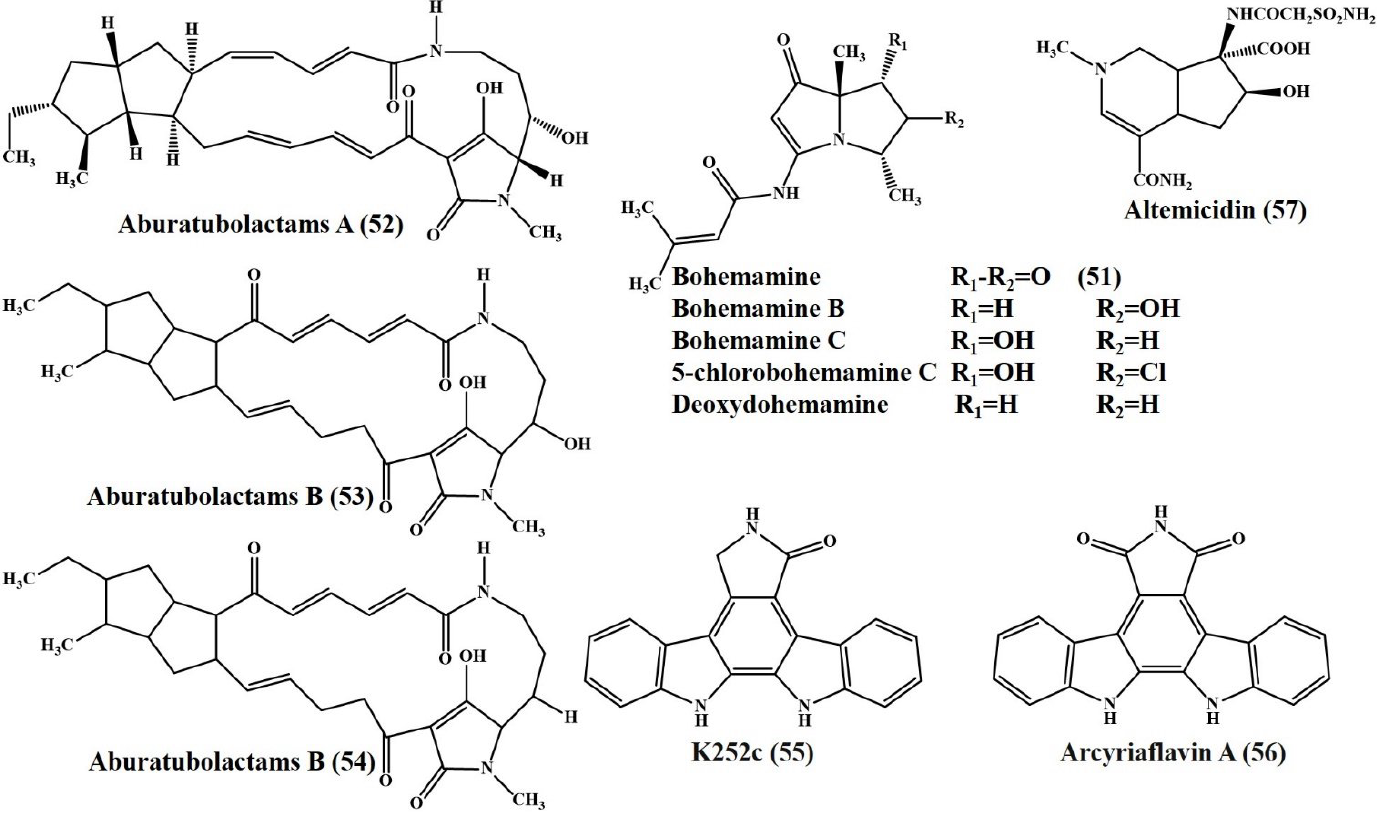 H
H
H
N
O
O
OH
OH
H
H
H
CH3
H3C
O
N
CH3
Aburatubolactams A (52)
O
CH3
R1
R2
N
CH3
O
NH
H3C
H3C
Bohemamine R1-R2=O (51)
Bohemamine B R1=H R2=OH
Bohemamine C R1=OH R2=H
5-chlorobohemamine C R1=OH R2=Cl
Deoxydohemamine R1=H R2=H
NHCOCH2SO2NH2
H3C
N
COOH
OH
CONH2
Altemicidin (57)
H3C
H3C
O
H
N
O
OH
OH
O
O
N
CH3
Aburatubolactams B (53)
H3C
H3C
O
H
N
O
OH
H
O
O
N
CH3
Aburatubolactams B (54)
H
N
O
N
H
N
H
K252c (55)
H
N
O
O
N
H
N
H
Arcyriaflavin A (56)